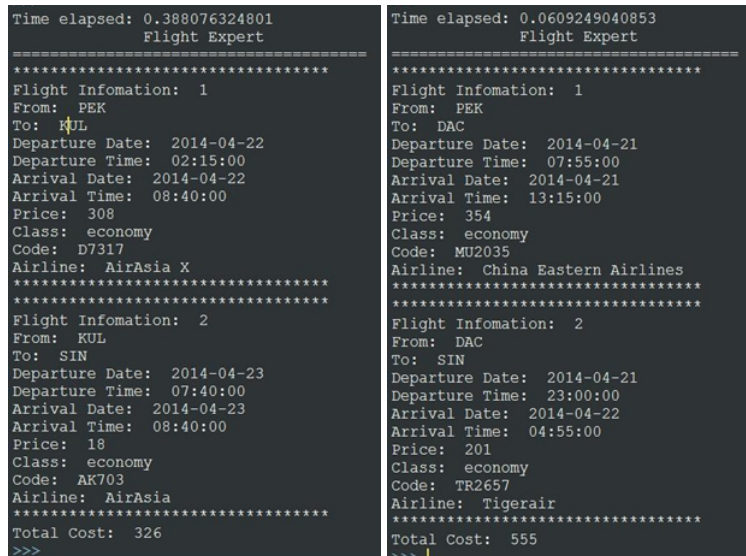 Time elapsed: 0.388076324801
Flight Expert
=======================================
***********************************
Flight Infomation: 1
From: PEK
To: KUL
Departure Date: 2014-04-22
Departure Time: 02:15:00
Arrival Date: 2014-04-22
Arrival Time: 08:40:00
Price: 308
Class: economy
Code: D7317
Airline: AirAsia X
***********************************
***********************************
Flight Infomation: 2
From: KUL
To: SIN
Departure Date: 2014-04-23
Departure Time: 07:40:00
Arrival Date: 2014-04-23
Arrival Time: 08:40:00
Price: 18
Class: economy
Code: AK703
Airline: AirAsia
***********************************
Total Cost: 326
>>>
Time elapsed: 0.0609249040853
Flight Expert
=======================================
***********************************
Flight Infomation: 1
From: PEK
To: DAC
Departure Date: 2014-04-21
Departure Time: 07:55:00
Arrival Date: 2014-04-21
Arrival Time: 13:15:00
Price: 354
Class: economy
Code: MU2035
Airline: China Eastern Airlines
***********************************
***********************************
Flight Infomation: 2
From: DAC
To: SIN
Departure Date: 2014-04-21
Departure Time: 23:00:00
Arrival Date: 2014-04-22
Arrival Time: 04:55:00
Price: 201
Class: economy
Code: TR2657
Airline: Tigerair
***********************************
Total Cost: 555
>>>